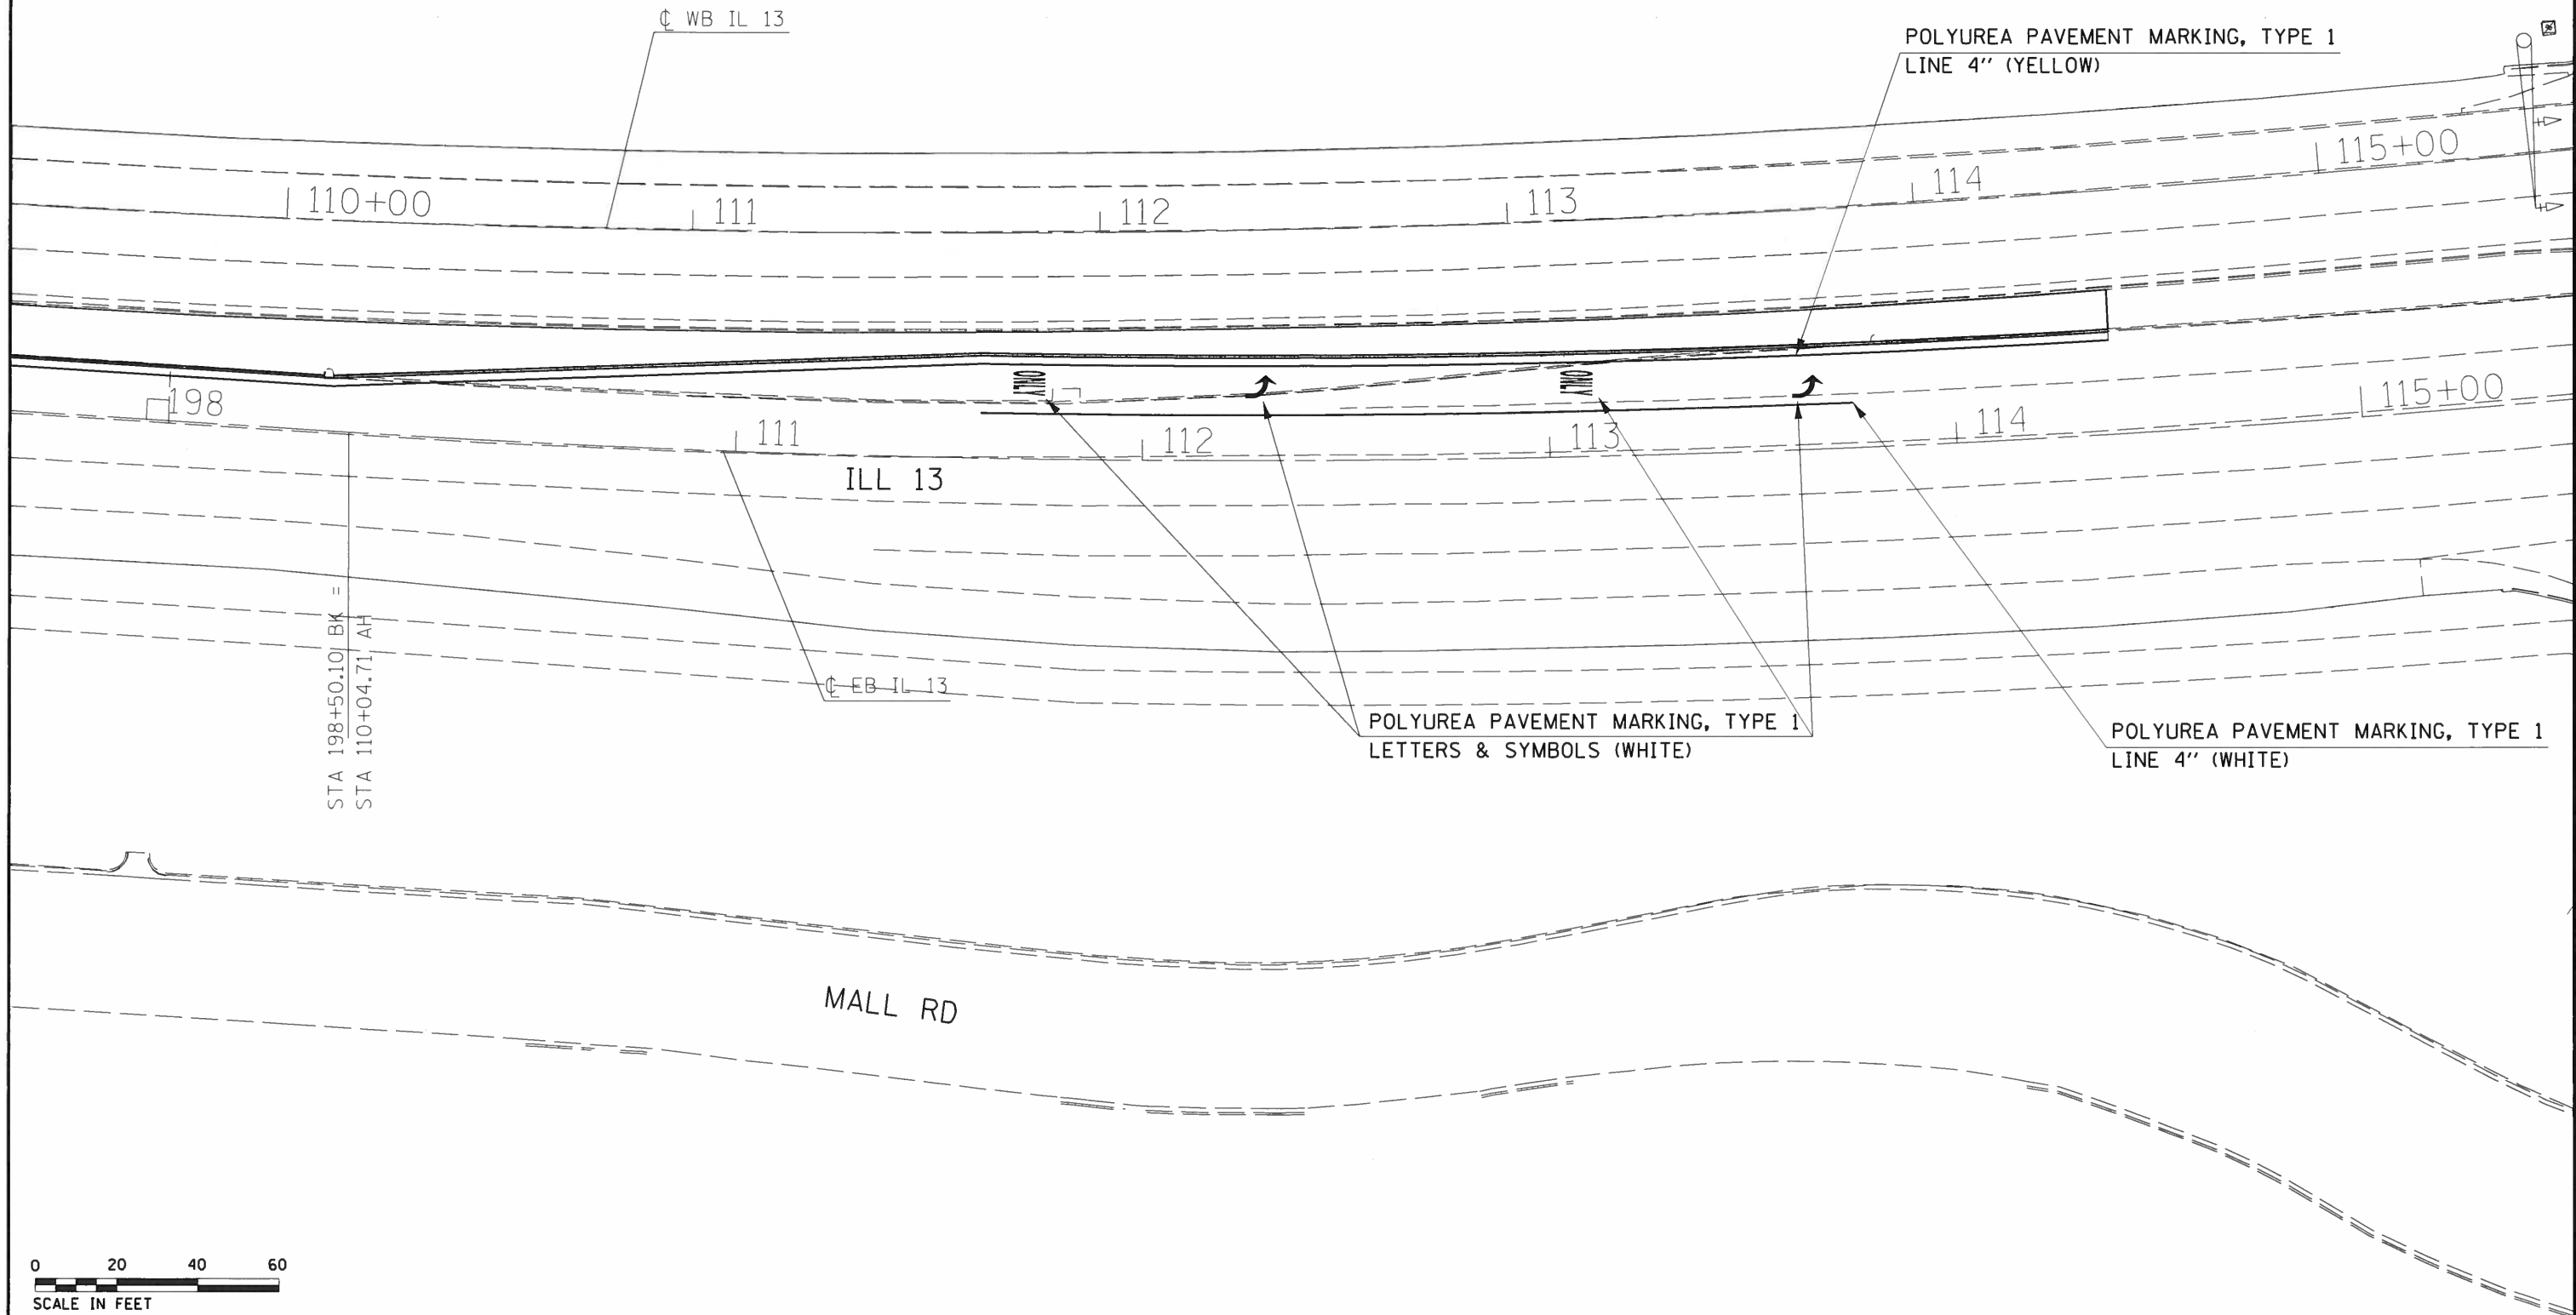 ℄ WB IL 13
POLYUREA PAVEMENT MARKING, TYPE 1
LINE 4'' (YELLOW)
110+00
111
112
113
114
115+00
ONLY
ONLY
198
111
112
113
114
115+00
ILL 13
STA 198+50.10 BK =
STA 110+04.71 AH
℄ EB IL 13
POLYUREA PAVEMENT MARKING, TYPE 1
LETTERS & SYMBOLS (WHITE)
POLYUREA PAVEMENT MARKING, TYPE 1
LINE 4'' (WHITE)
MALL RD
0 20 40 60
SCALE IN FEET